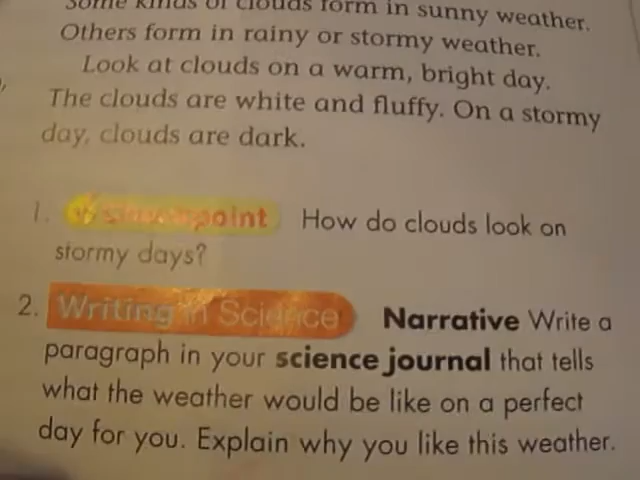 Some kinds of clouds form in sunny weather.
Others form in rainy or stormy weather.
Look at clouds on a warm, bright day.
The clouds are white and fluffy. On a stormy
day, clouds are dark.
1. Checkpoint How do clouds look on
stormy days?
2. Writing in Science Narrative Write a
paragraph in your science journal that tells
what the weather would be like on a perfect
day for you. Explain why you like this weather.